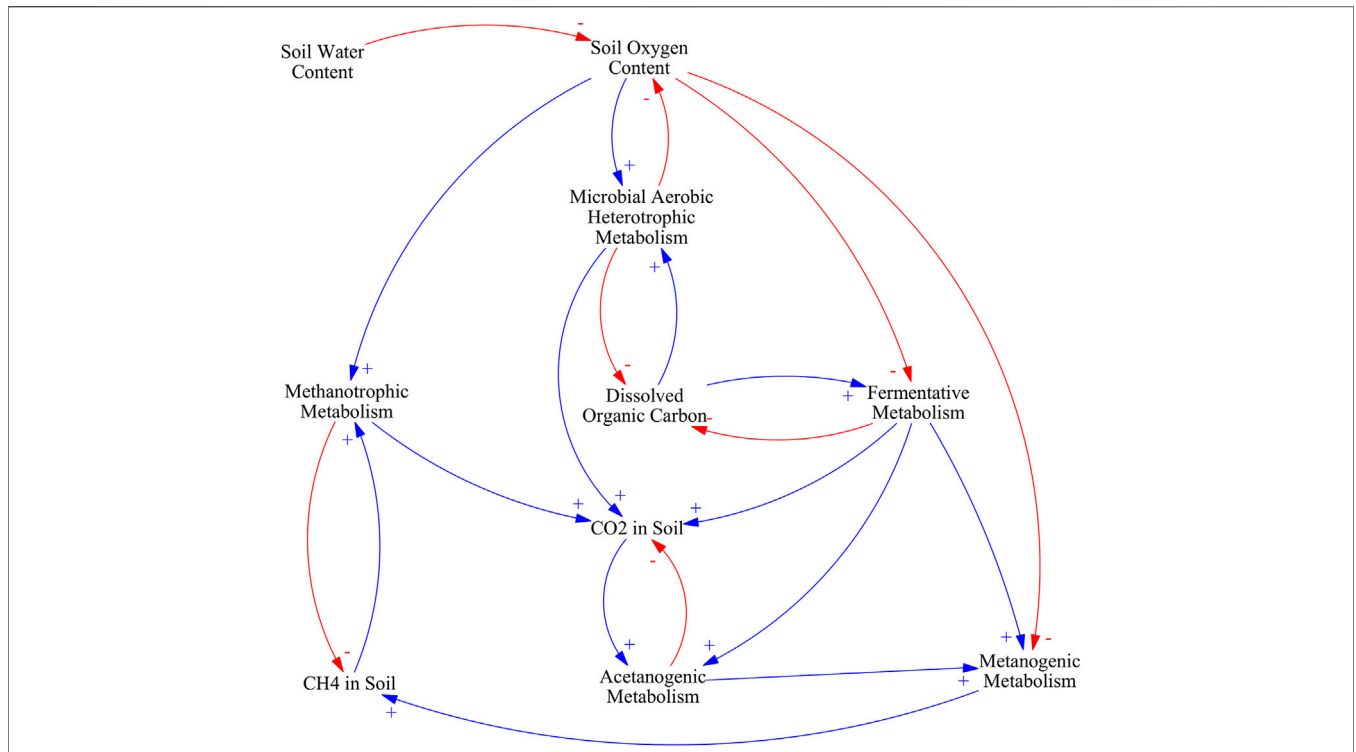 -
Soil Water
Content
Soil Oxygen
Content
-
+
Microbial Aerobic
Heterotrophic
Metabolism
+
-
Dissolved
Organic Carbon
-
+
-
Fermentative
Metabolism
+
Methanotrophic
Metabolism
+
+
+
+
CO2 in Soil
-
+
+
Acetanogenic
Metabolism
+
-
Metanogenic
Metabolism
+
-
CH4 in Soil
+